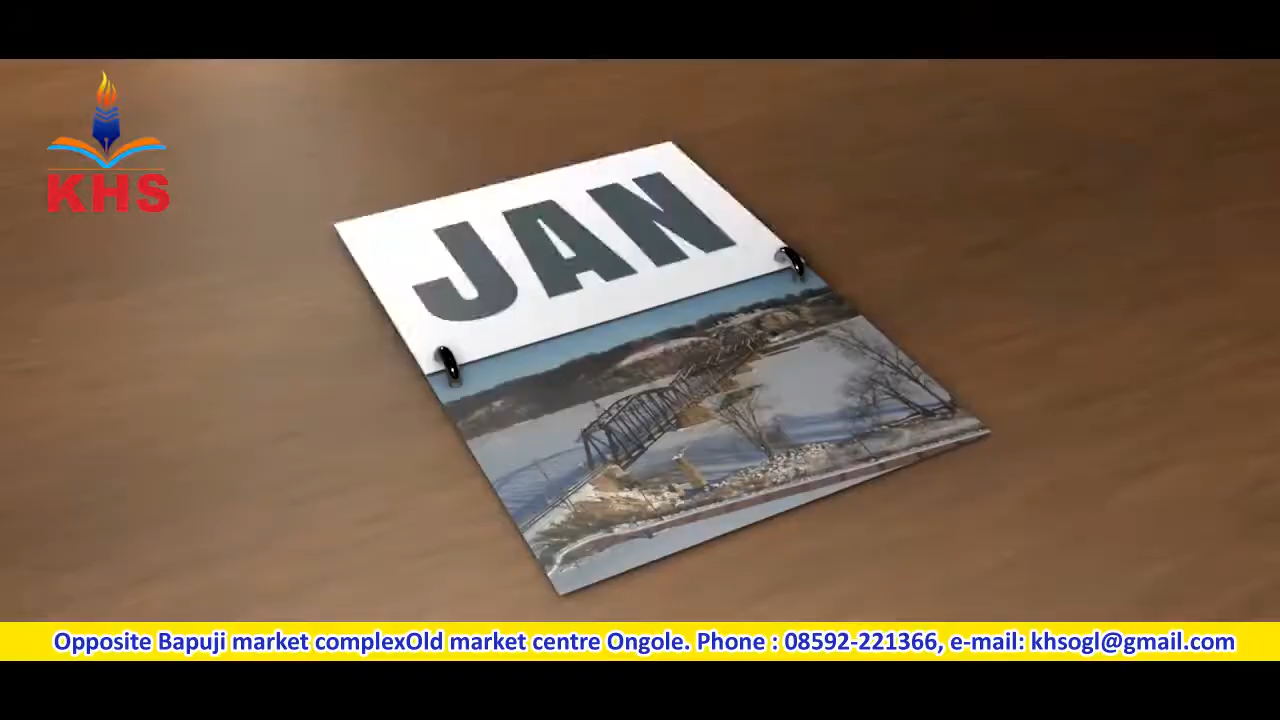 KHS
JAN
Opposite Bapuji market complexOld market centre Ongole. Phone : 08592-221366, e-mail: khsogl@gmail.com